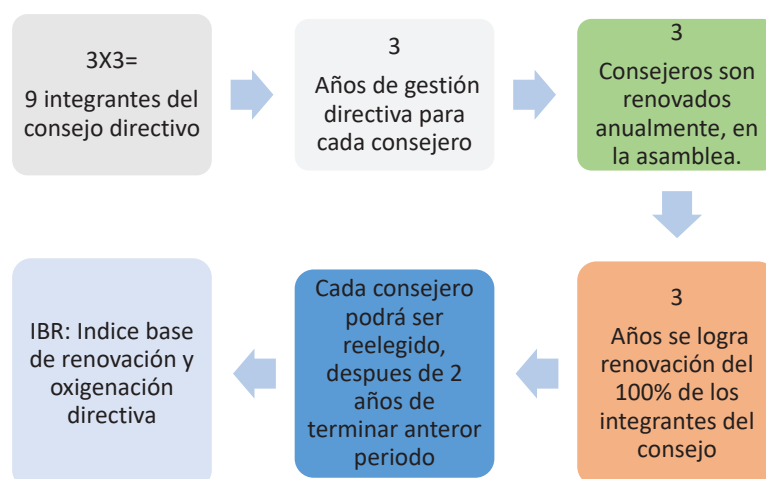 3X3=
9 integrantes del
consejo directivo
3
Años de gestión
directiva para
cada consejero
3
Consejeros son
renovados
anualmente, en
la asamblea.
3
Años se logra
renovación del
100% de los
integrantes del
consejo
Cada consejero
podrá ser
reelegido,
despues de 2
años de
terminar anteror
periodo
IBR: Indice base
de renovación y
oxigenación
directiva